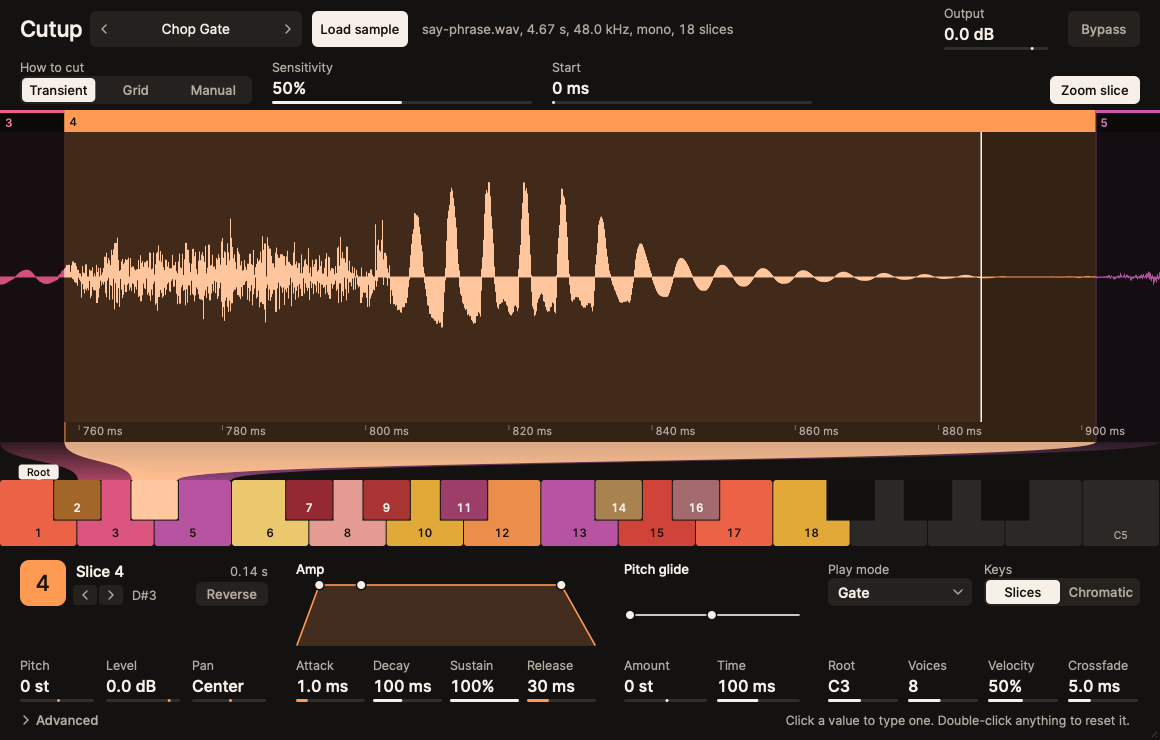 Cutup
Chop Gate
Load sample
say-phrase.wav, 4.67 s, 48.0 kHz, mono, 18 slices
Output
0.0 dB
Bypass
How to cut
Transient Grid Manual
Sensitivity
50%
Start
0 ms
Zoom slice
3
4
5
760 ms 780 ms 800 ms 820 ms 840 ms 860 ms 880 ms 900 ms
Root
2 7 9 11 14 16
1 3 5 6 8 10 12 13 15 17 18 C5
4
Slice 4
0.14 s
D#3
Reverse
Amp
Pitch glide
Play mode
Gate
Keys
Slices Chromatic
Pitch
0 st
Level
0.0 dB
Pan
Center
Attack
1.0 ms
Decay
100 ms
Sustain
100%
Release
30 ms
Amount
0 st
Time
100 ms
Root
C3
Voices
8
Velocity
50%
Crossfade
5.0 ms
Advanced
Click a value to type one. Double-click anything to reset it.